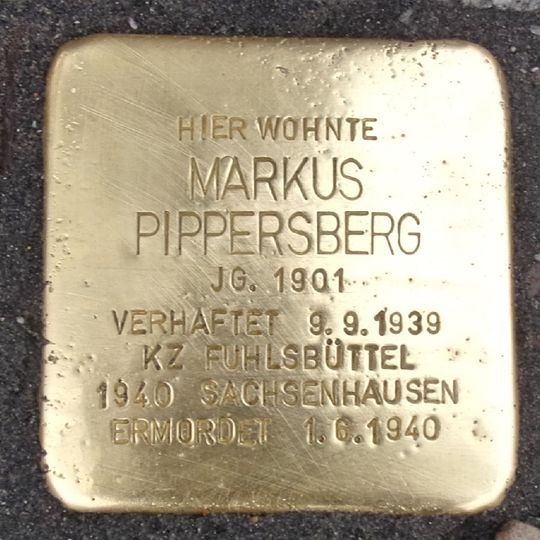 HIER WOHNTE
MARKUS
PIPPERSBERG
JG. 1901
VERHAFTET 9.9.1939
KZ FUHLSBÜTTEL
1940 SACHSENHAUSEN
ERMORDET 1.6.1940